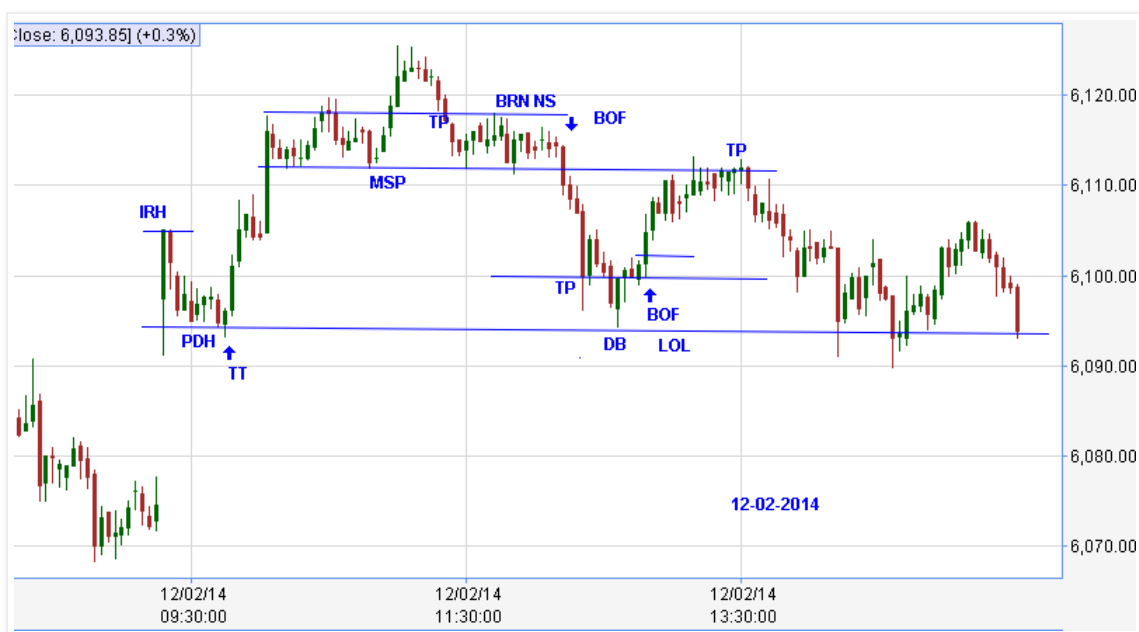 Close: 6,093.85] (+0.3%)
6,120.00
BRN NS
BOF
TP
TP
6,110.00
MSP
IRH
6,100.00
TP
BOF
PDH
DB
LOL
TT
6,090.00
6,080.00
12-02-2014
6,070.00
12/02/14
09:30:00
12/02/14
11:30:00
12/02/14
13:30:00